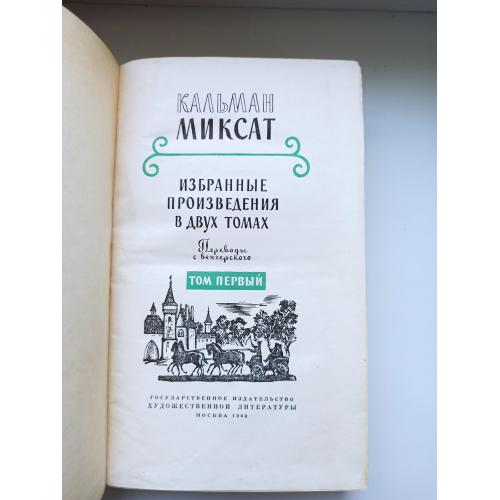 КАЛЬМАН
МИКСАТ
ИЗБРАННЫЕ
ПРОИЗВЕДЕНИЯ
В ДВУХ ТОМАХ
Переводы
с венгерского
ТОМ ПЕРВЫЙ
ГОСУДАРСТВЕННОЕ ИЗДАТЕЛЬСТВО
ХУДОЖЕСТВЕННОЙ ЛИТЕРАТУРЫ
МОСКВА